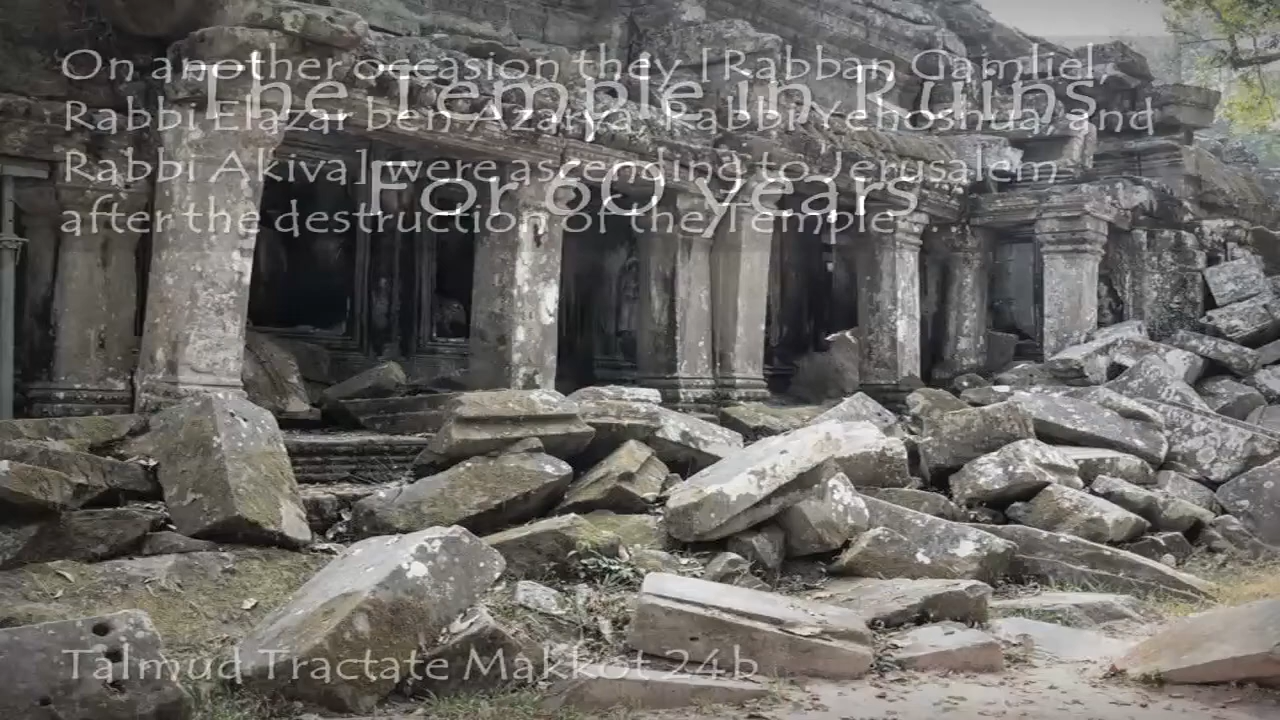 The Temple in Ruins
For 60 years
On another occasion they [Rabban Gamliel,
Rabbi Elazar ben Azarya, Rabbi Yehoshua, and
Rabbi Akiva] were ascending to Jerusalem
after the destruction of the Temple . . .
Talmud Tractate Makkot 24b